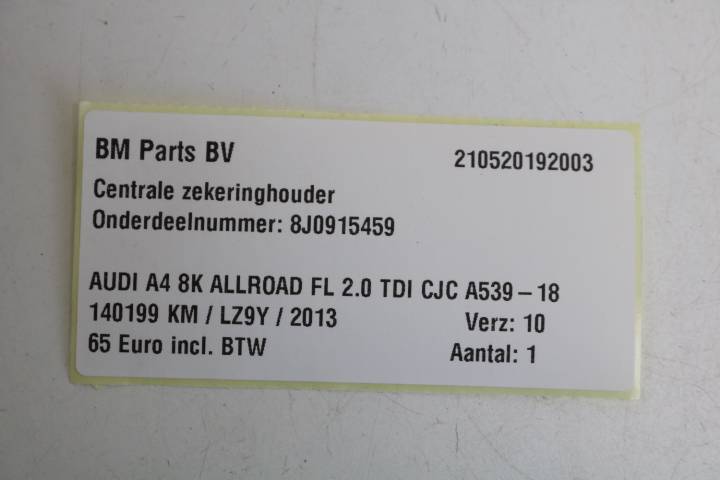 BM Parts BV 210520192003
Centrale zekeringhouder
Onderdeelnummer: 8J0915459
AUDI A4 8K ALLROAD FL 2.0 TDI CJC A539-18
140199 KM / LZ9Y / 2013 Verz: 10
65 Euro incl. BTW Aantal: 1